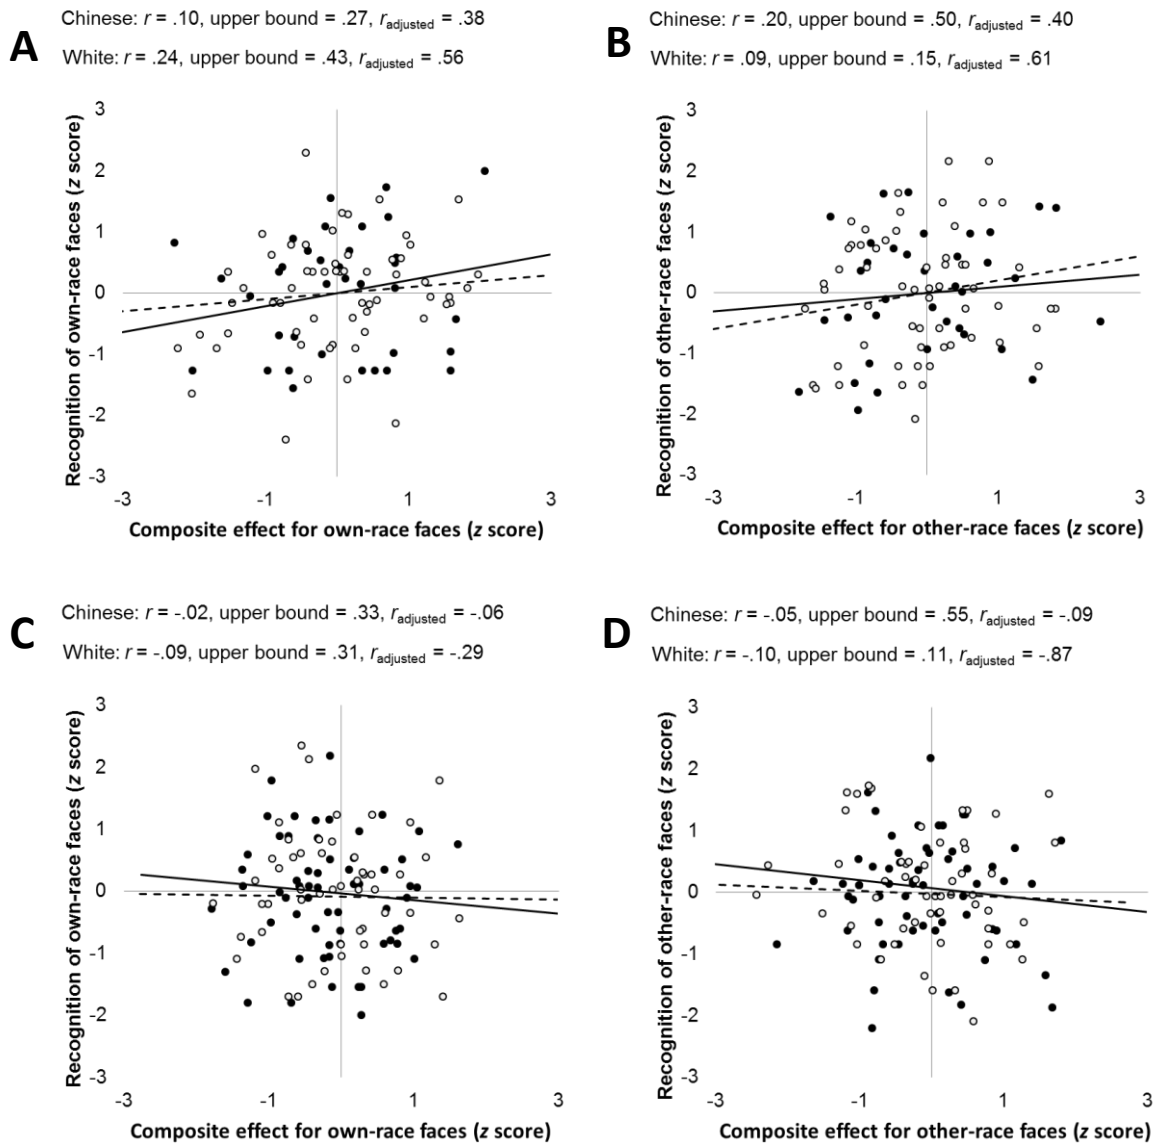 A
Chinese: r = .10, upper bound = .27, radjusted = .38
White: r = .24, upper bound = .43, radjusted = .56
Recognition of own-race faces (z score)
3
2
1
0
-1
-2
-3
-3 -1 1 3
Composite effect for own-race faces (z score)
B
Chinese: r = .20, upper bound = .50, radjusted = .40
White: r = .09, upper bound = .15, radjusted = .61
Recognition of other-race faces (z score)
3
2
1
0
-1
-2
-3
-3 -1 1 3
Composite effect for other-race faces (z score)
C
Chinese: r = -.02, upper bound = .33, radjusted = -.06
White: r = -.09, upper bound = .31, radjusted = -.29
Recognition of own-race faces (z score)
3
2
1
0
-1
-2
-3
-3 -1 1 3
Composite effect for own-race faces (z score)
D
Chinese: r = -.05, upper bound = .55, radjusted = -.09
White: r = -.10, upper bound = .11, radjusted = -.87
Recognition of other-race faces (z score)
3
2
1
0
-1
-2
-3
-3 -1 1 3
Composite effect for other-race faces (z score)